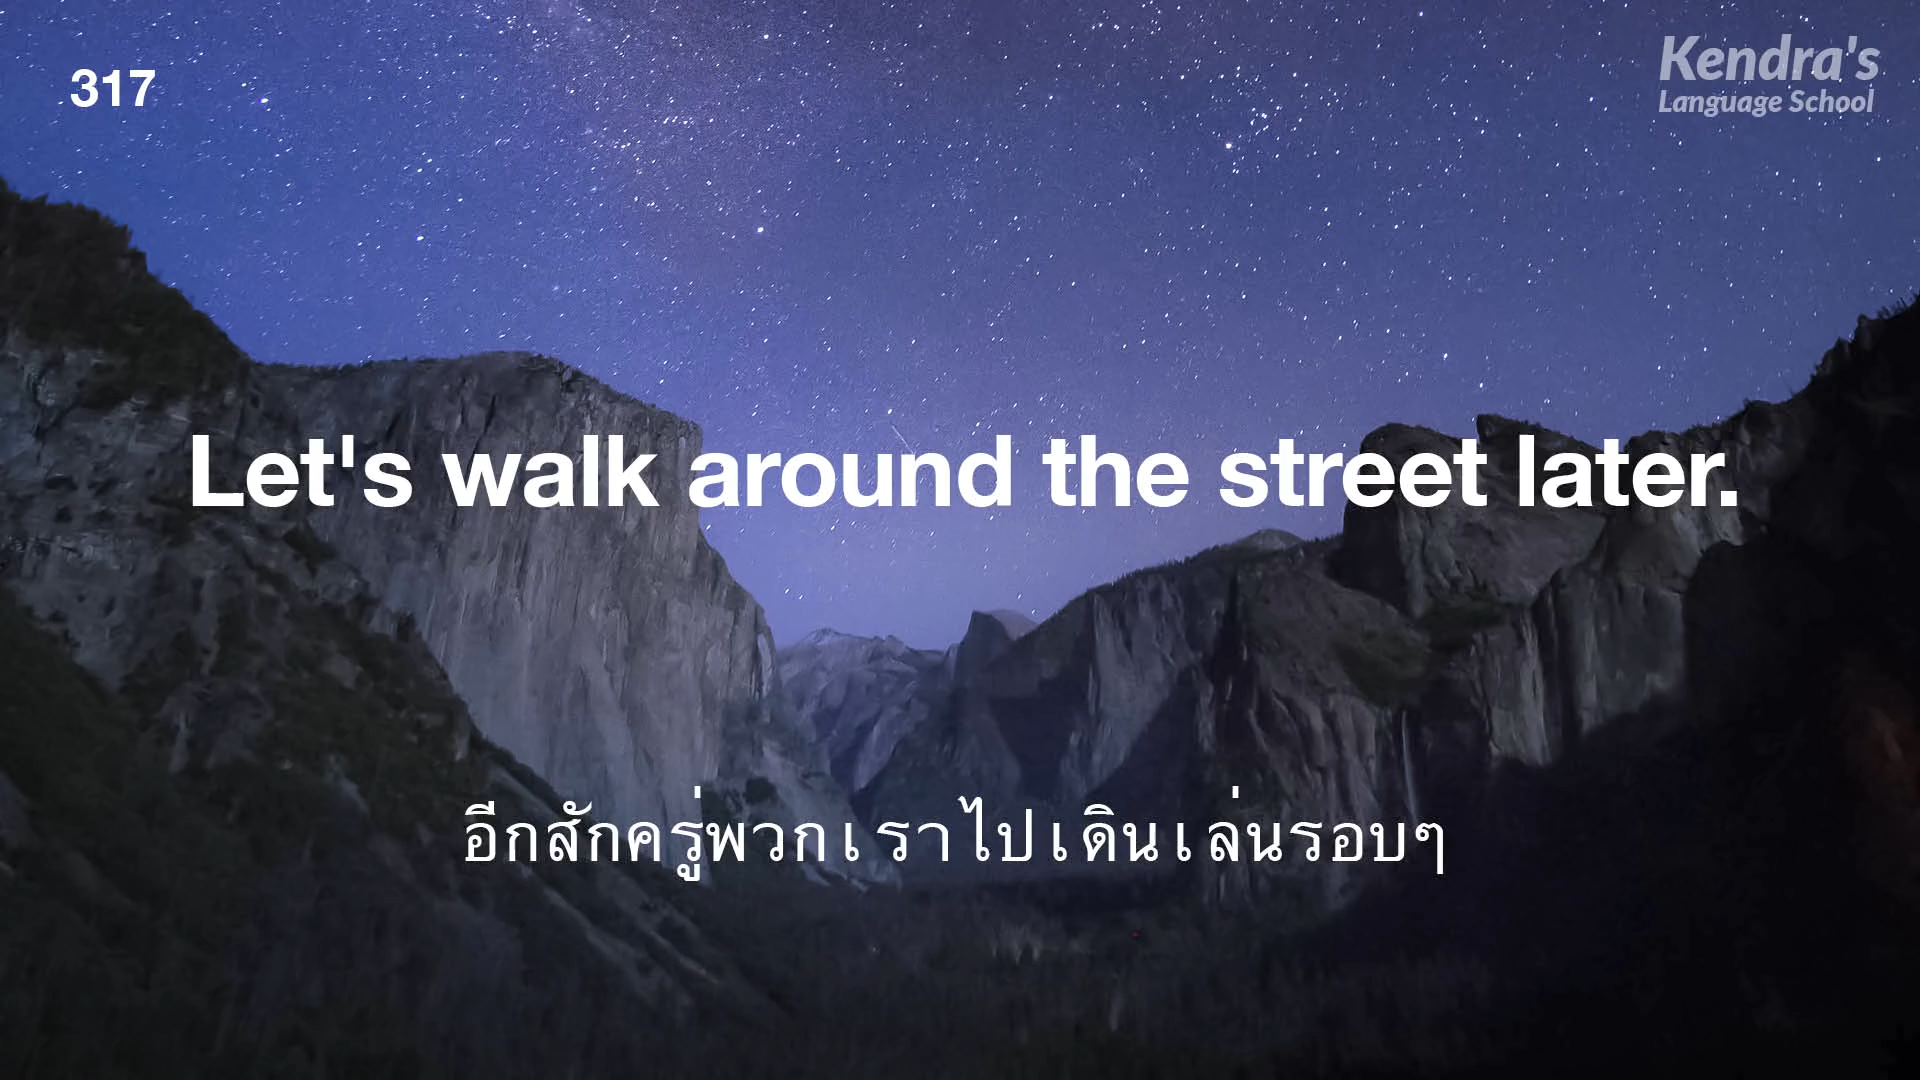 317
Kendra's
Language School
Let's walk around the street later.
อีกสักครู่พวกเราไปเดินเล่นรอบๆ